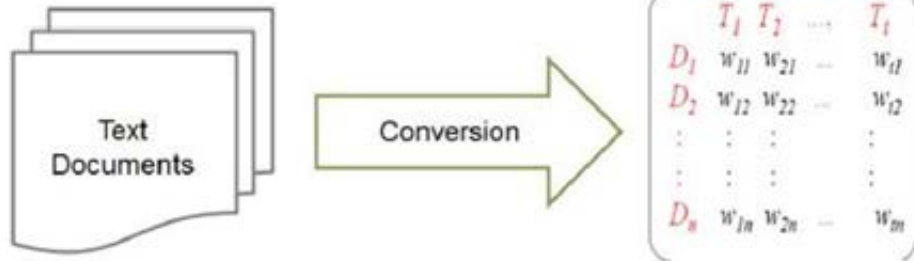 Text
Documents
Conversion
T₁ T₂ .... Tₜ
D₁ w₁₁ w₂₁ ... wₜ₁
D₂ w₁₂ w₂₂ ... wₜ₂
: : : :
: : : :
Dₙ w₁ₙ w₂ₙ ... wₜₙ